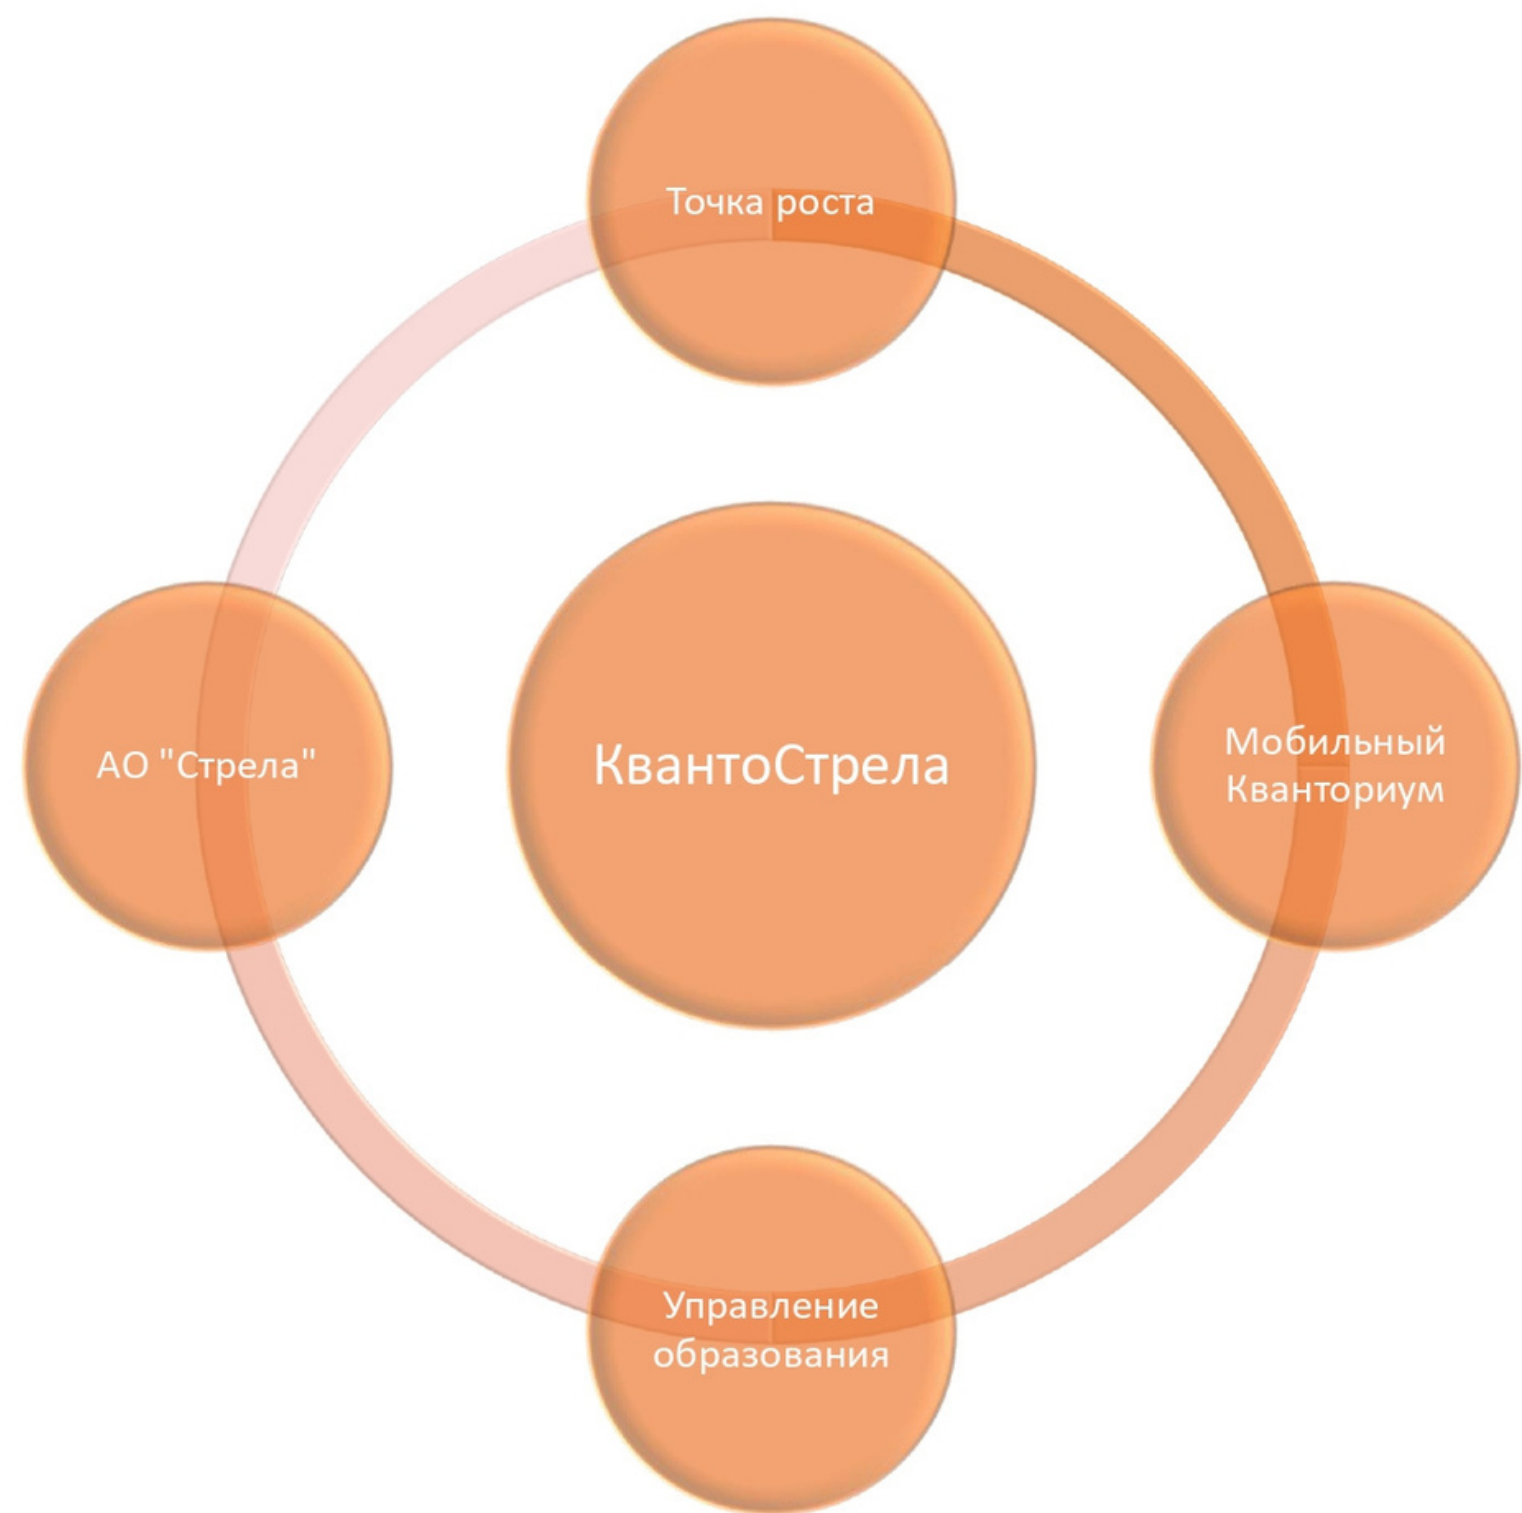 Точка роста
АО "Стрела"
КвантоСтрела
Мобильный
Кванториум
Управление
образования